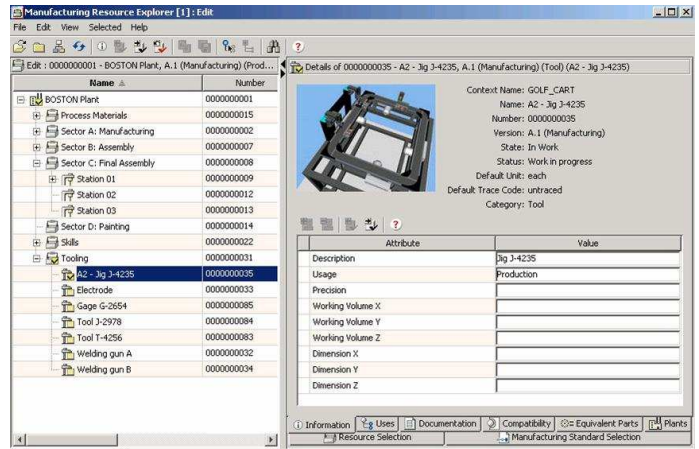 Manufacturing Resource Explorer [1] : Edit
File Edit View Selected Help
Edit : 0000000001 - BOSTON Plant, A.1 (Manufacturing) (Prod...
Name Number
BOSTON Plant 0000000001
Process Materials 0000000015
Sector A: Manufacturing 0000000002
Sector B: Assembly 0000000007
Sector C: Final Assembly 0000000008
Station 01 0000000009
Station 02 0000000012
Station 03 0000000013
Sector D: Painting 0000000014
Skills 0000000022
Tooling 0000000031
A2 - Jig J-4235 0000000035
Electrode 0000000033
Gage G-2654 0000000085
Tool J-2978 0000000084
Tool T-4256 0000000083
Welding gun A 0000000032
Welding gun B 0000000034
Details of 0000000035 - A2 - Jig J-4235, A.1 (Manufacturing) (Tool) (A2 - Jig J-4235)
Context Name: GOLF_CART
Name: A2 - Jig J-4235
Number: 0000000035
Version: A.1 (Manufacturing)
State: In Work
Status: Work in progress
Default Unit: each
Default Trace Code: untraced
Category: Tool
Attribute Value
Description Jig J-4235
Usage Production
Precision
Working Volume X
Working Volume Y
Working Volume Z
Dimension X
Dimension Y
Dimension Z
Information Uses Documentation Compatibility Equivalent Parts Plants
Resource Selection Manufacturing Standard Selection